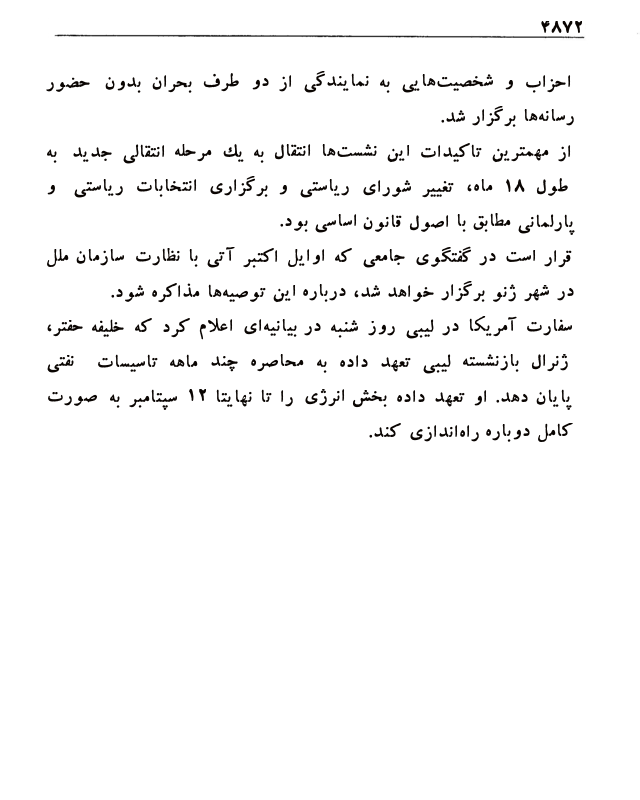 ۴۸۷۲
احزاب و شخصیت‌هایی به نمایندگی از دو طرف بحران بدون حضور
رسانه‌ها برگزار شد.
از مهمترین تاکیدات این نشست‌ها انتقال به یك مرحله انتقالی جدید به
طول ۱۸ ماه، تغییر شورای ریاستی و برگزاری انتخابات ریاستی و
پارلمانی مطابق با اصول قانون اساسی بود.
قرار است در گفتگوی جامعی که اوایل اکتبر آتی با نظارت سازمان ملل
در شهر ژنو برگزار خواهد شد، درباره این توصیه‌ها مذاکره شود.
سفارت آمریکا در لیبی روز شنبه در بیانیه‌ای اعلام کرد که خلیفه حفتر،
ژنرال بازنشسته لیبی تعهد داده به محاصره چند ماهه تاسیسات نفتی
پایان دهد. او تعهد داده بخش انرژی را تا نهایتا ۱۲ سپتامبر به صورت
کامل دوباره راه‌اندازی کند.